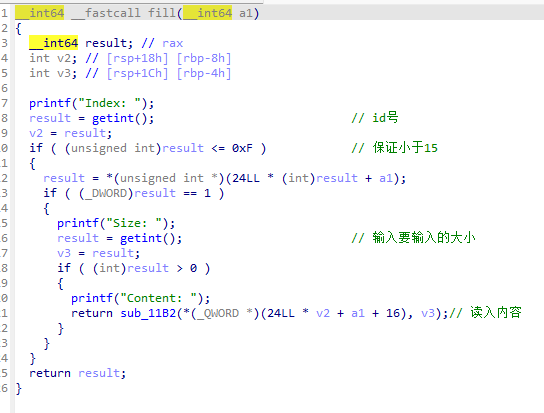 1 __int64 __fastcall fill(__int64 a1)
2 {
3 __int64 result; // rax
4 int v2; // [rsp+18h] [rbp-8h]
5 int v3; // [rsp+1Ch] [rbp-4h]
6
7 printf("Index: ");
8 result = getint(); // id号
9 v2 = result;
0 if ( (unsigned int)result <= 0xF ) // 保证小于15
1 {
2 result = *(unsigned int *)(24LL * (int)result + a1);
3 if ( (_DWORD)result == 1 )
4 {
5 printf("Size: ");
6 result = getint(); // 输入要输入的大小
7 v3 = result;
8 if ( (int)result > 0 )
9 {
0 printf("Content: ");
1 return sub_11B2(*(_QWORD *)(24LL * v2 + a1 + 16), v3);// 读入内容
2 }
3 }
4 }
5 return result;
6 }